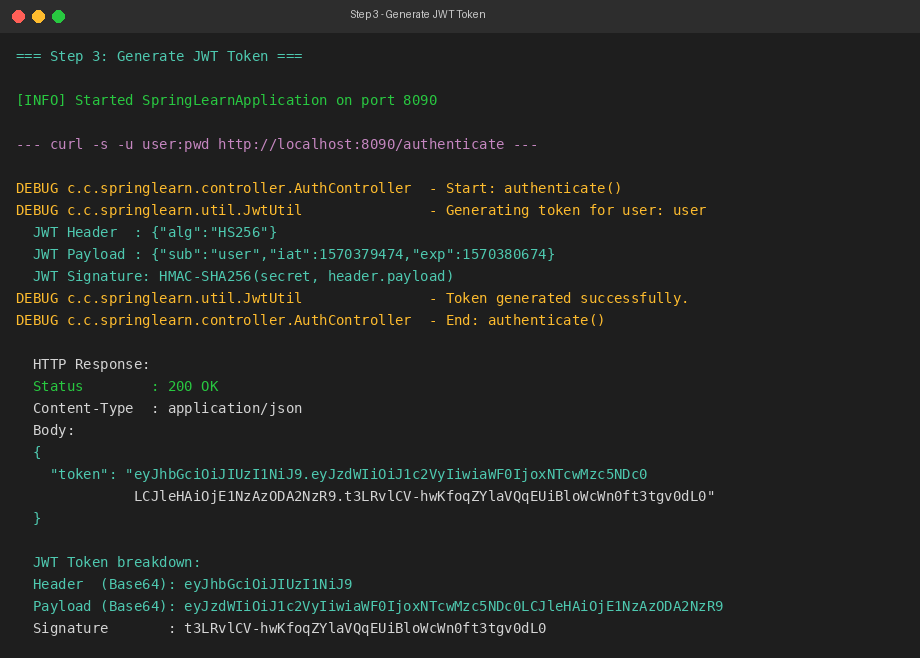 Step 3 - Generate JWT Token
=== Step 3: Generate JWT Token ===
[INFO] Started SpringLearnApplication on port 8090
--- curl -s -u user:pwd http://localhost:8090/authenticate ---
DEBUG c.c.springlearn.controller.AuthController  - Start: authenticate()
DEBUG c.c.springlearn.util.JwtUtil               - Generating token for user: user
JWT Header  : {"alg":"HS256"}
JWT Payload : {"sub":"user","iat":1570379474,"exp":1570380674}
JWT Signature: HMAC-SHA256(secret, header.payload)
DEBUG c.c.springlearn.util.JwtUtil               - Token generated successfully.
DEBUG c.c.springlearn.controller.AuthController  - End: authenticate()
HTTP Response:
Status        : 200 OK
Content-Type  : application/json
Body:
{
"token": "eyJhbGciOiJIUzI1NiJ9.eyJzdWIiOiJ1c2VyIiwiaWF0IjoxNTcwMzc5NDc0
LCJleHAiOjE1NzAzODA2NzR9.t3LRvlCV-hwKfoqZYlaVQqEUiBloWcWn0ft3tgv0dL0"
}
JWT Token breakdown:
Header  (Base64): eyJhbGciOiJIUzI1NiJ9
Payload (Base64): eyJzdWIiOiJ1c2VyIiwiaWF0IjoxNTcwMzc5NDc0LCJleHAiOjE1NzAzODA2NzR9
Signature       : t3LRvlCV-hwKfoqZYlaVQqEUiBloWcWn0ft3tgv0dL0